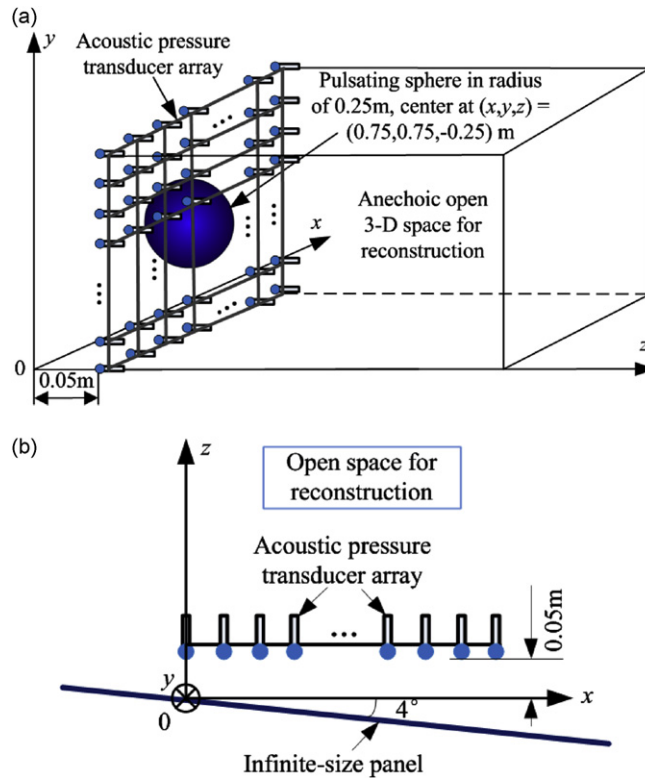 (a)
y
Acoustic pressure
transducer array
Pulsating sphere in radius
of 0.25m, center at (x,y,z) =
(0.75,0.75,-0.25) m
Anechoic open
3-D space for
reconstruction
x
0
z
0.05m
(b)
z
Open space for
reconstruction
Acoustic pressure
transducer array
...
0.05m
y
x
0
4°
Infinite-size panel